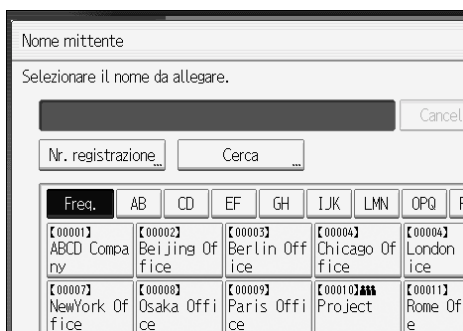 Nome mittente
Selezionare il nome da allegare.
Cancel
Nr. registrazione... Cerca ...
Freq. AB CD EF GH IJK LMN OPQ
【00001】 【00002】 【00003】 【00004】 【00004】
ABCD Compa Beijing Of Berlin Off Chicago Of London
ny fice ice fice ice
【00007】 【00008】 【00009】 【00010】 【00011】
NewYork Of Osaka Offi Paris Offi Project Rome Of
fice ce ce e